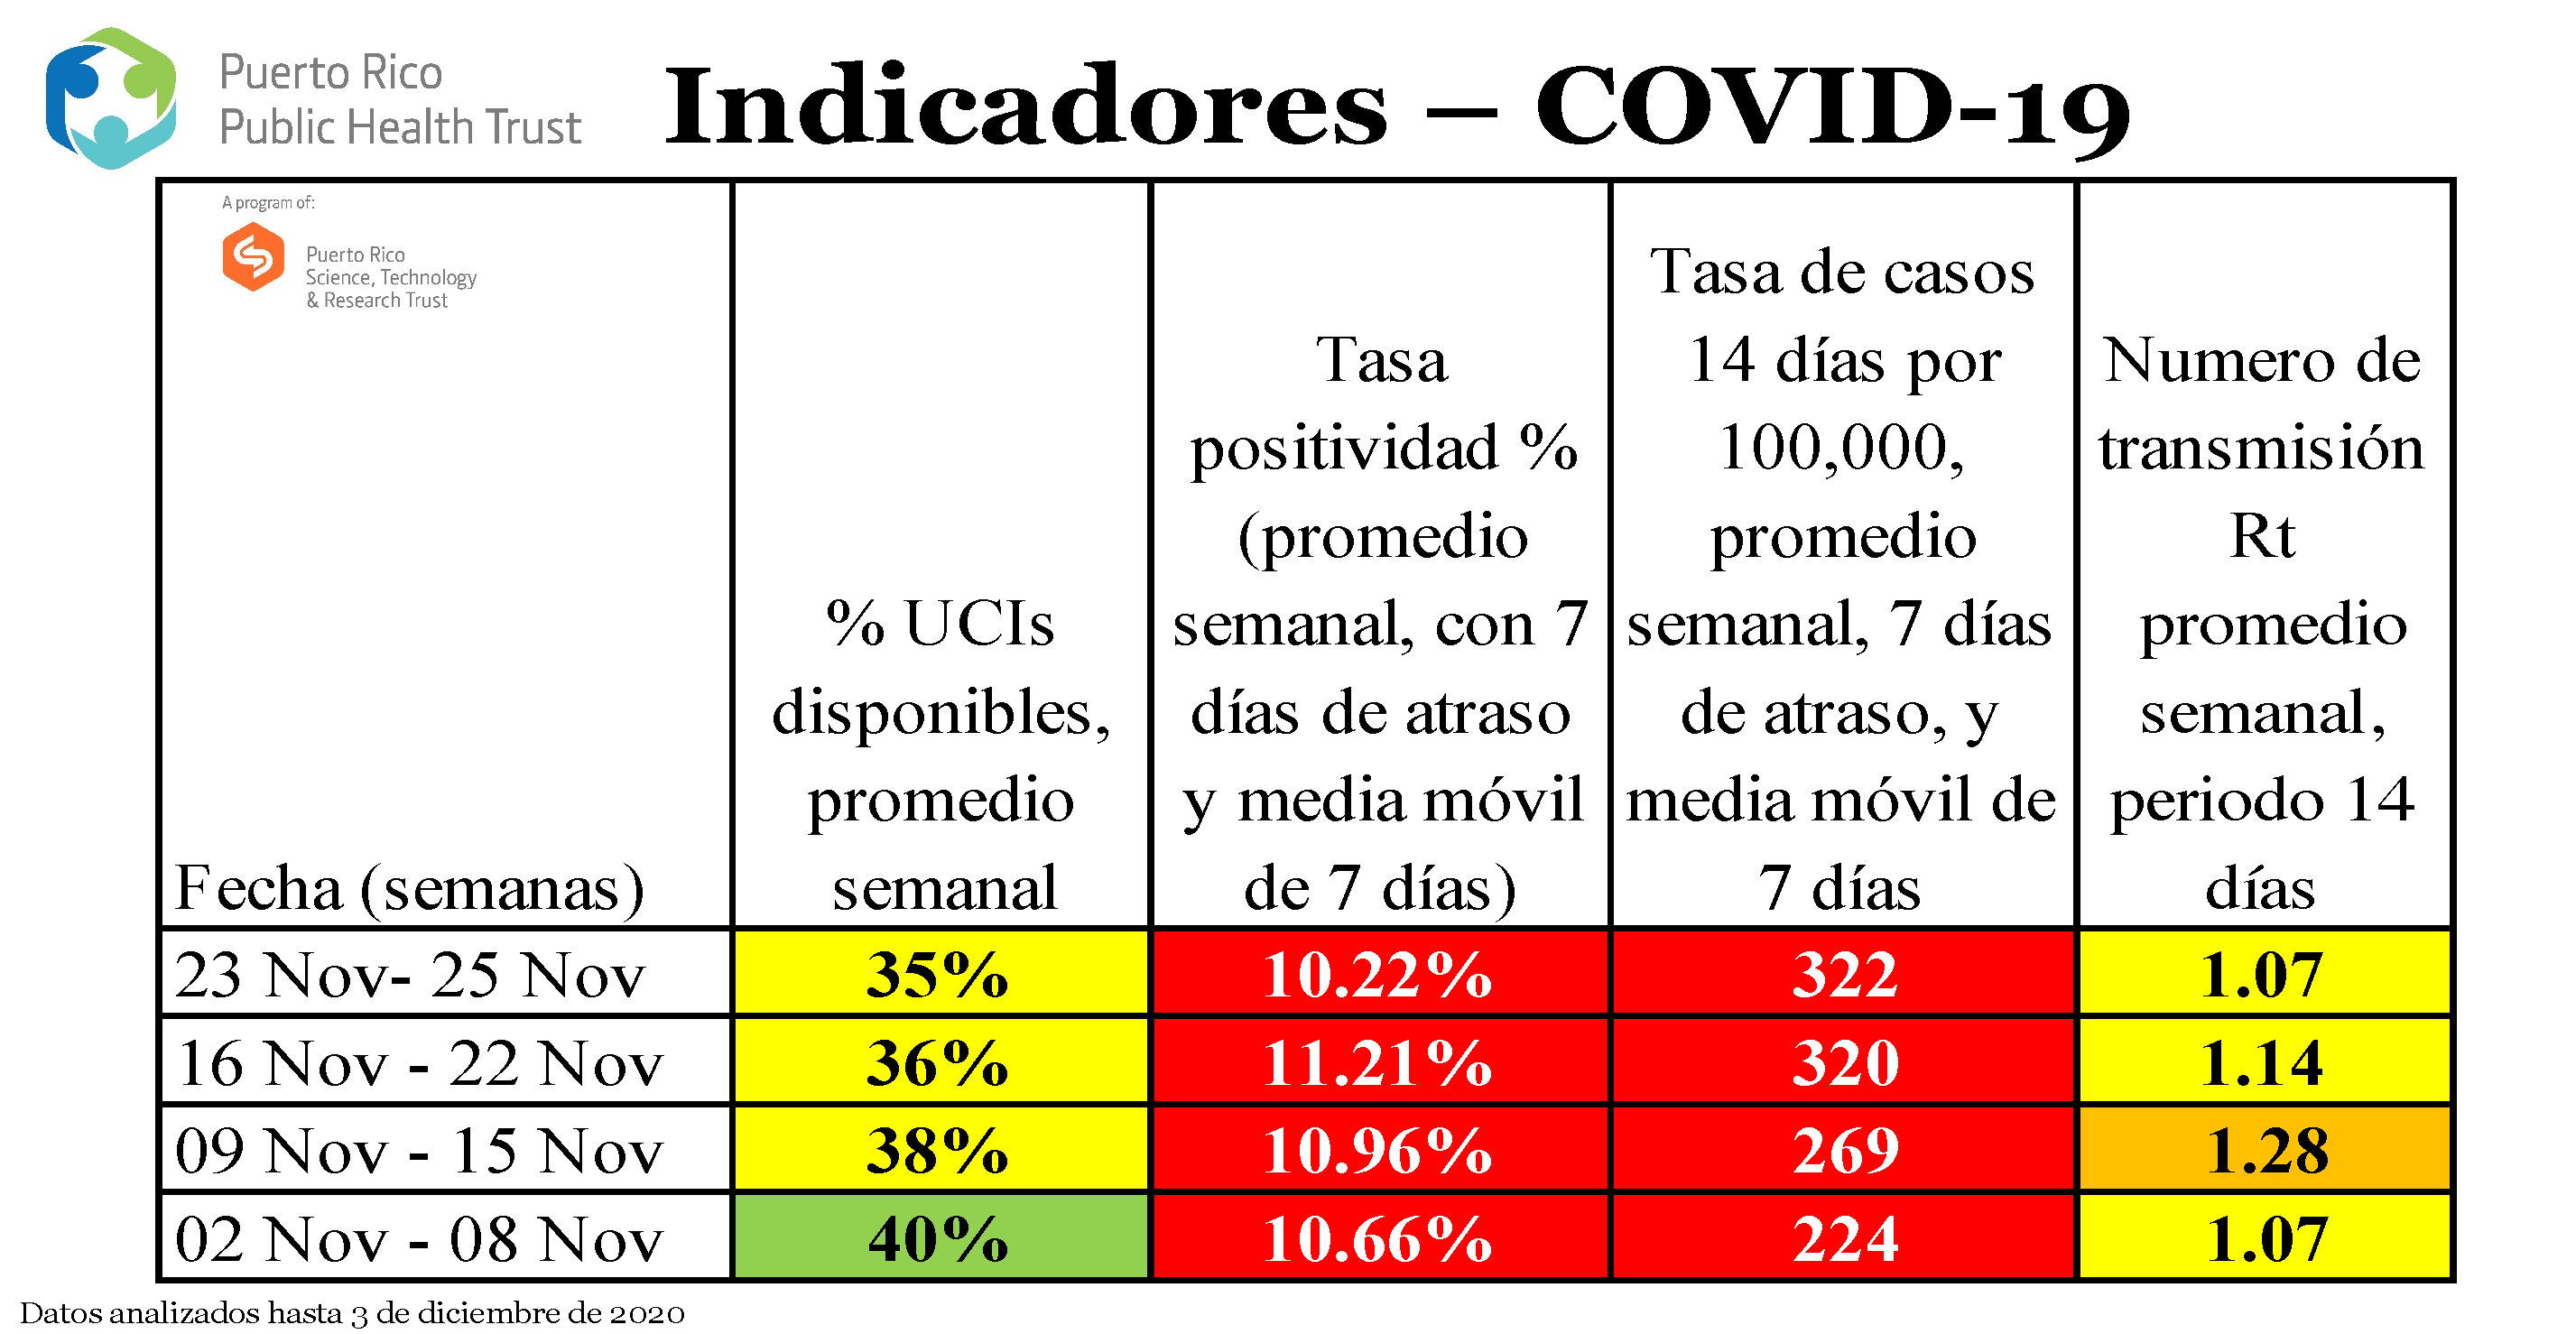 Puerto Rico
Public Health Trust
Indicadores – COVID-19
A program of:
Puerto Rico
Science, Technology
& Research Trust
Fecha (semanas)
% UCIs
disponibles,
promedio
semanal
Tasa
positividad %
(promedio
semanal, con 7
días de atraso
y media móvil
de 7 días)
Tasa de casos
14 días por
100,000,
promedio
semanal, 7 días
de atraso, y
media móvil de
7 días
Numero de
transmisión
Rt
promedio
semanal,
periodo 14
días
23 Nov- 25 Nov 35% 10.22% 322 1.07
16 Nov - 22 Nov 36% 11.21% 320 1.14
09 Nov - 15 Nov 38% 10.96% 269 1.28
02 Nov - 08 Nov 40% 10.66% 224 1.07
Datos analizados hasta 3 de diciembre de 2020